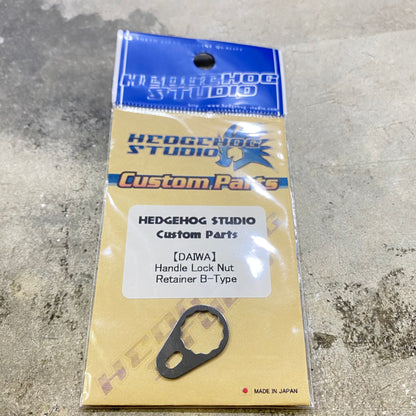 HEDGEHOG
STUDIO
HEDGEHOG
STUDIO
Custom Parts
HEDGEHOG STUDIO
Custom Parts
【DAIWA】
Handle Lock Nut
Retainer B-Type
MADE IN JAPAN